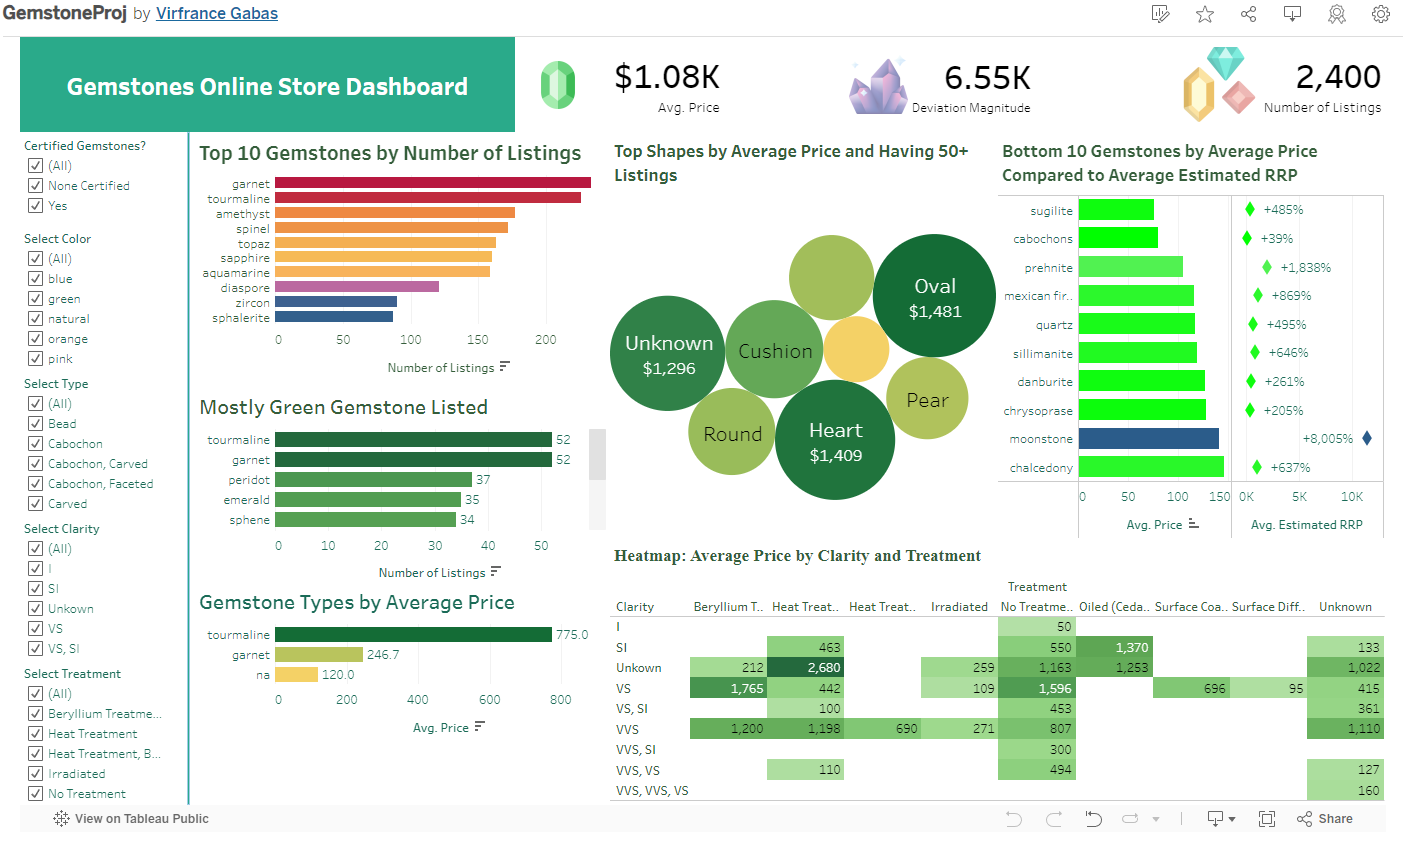 GemstoneProj by Virfrance Gabas
Gemstones Online Store Dashboard
$1.08K
Avg. Price
6.55K
Deviation Magnitude
2,400
Number of Listings
Certified Gemstones?
(All)
None Certified
Yes
Select Color
(All)
blue
green
natural
orange
pink
Select Type
(All)
Bead
Cabochon
Cabochon, Carved
Cabochon, Faceted
Carved
Select Clarity
(All)
I
SI
Unkown
VS
VS, SI
Select Treatment
(All)
Beryllium Treatme...
Heat Treatment
Heat Treatment, B...
Irradiated
No Treatment
Top 10 Gemstones by Number of Listings
garnet
tourmaline
amethyst
spinel
topaz
sapphire
aquamarine
diaspore
zircon
sphalerite
0 50 100 150 200
Number of Listings
Mostly Green Gemstone Listed
tourmaline 52
garnet 52
peridot 37
emerald 35
sphene 34
0 10 20 30 40 50
Number of Listings
Gemstone Types by Average Price
tourmaline 775.0
garnet 246.7
na 120.0
0 200 400 600 800
Avg. Price
Top Shapes by Average Price and Having 50+
Listings
Oval
$1,481
Unknown
$1,296
Cushion
Pear
Round
Heart
$1,409
Bottom 10 Gemstones by Average Price
Compared to Average Estimated RRP
sugilite +485%
cabochons +39%
prehnite +1,838%
mexican fir.. +869%
quartz +495%
sillimanite +646%
danburite +261%
chrysoprase +205%
moonstone +8,005%
chalcedony +637%
0 50 100 150 0K 5K 10K
Avg. Price Avg. Estimated RRP
Heatmap: Average Price by Clarity and Treatment
Treatment
Clarity Beryllium T.. Heat Treat.. Heat Treat.. Irradiated No Treatme.. Oiled (Ceda.. Surface Coa.. Surface Diff.. Unknown
I 50
SI 463 550 1,370 133
Unkown 212 2,680 259 1,163 1,253 1,022
VS 1,765 442 109 1,596 696 95 415
VS, SI 100 453 361
VVS 1,200 1,198 690 271 807 1,110
VVS, SI 300
VVS, VS 110 494 127
VVS, VVS, VS 160
View on Tableau Public
Share